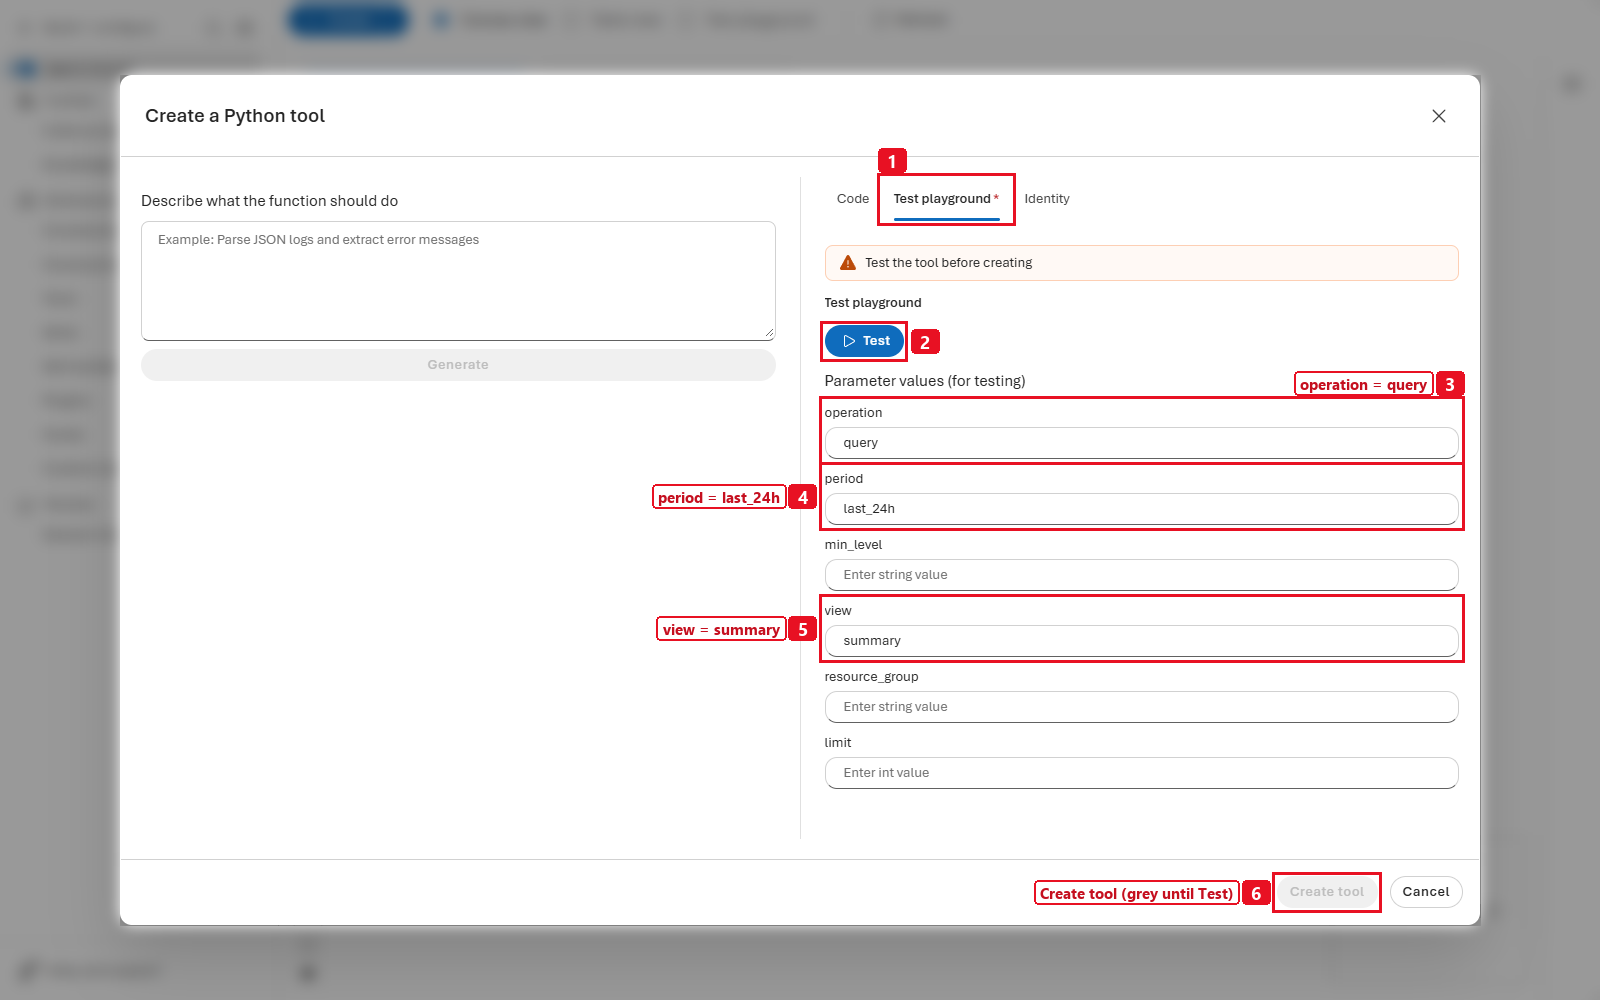 Create a Python tool
Describe what the function should do
Example: Parse JSON logs and extract error messages
Generate
1
Code
Test playground *
Identity
Test the tool before creating
Test playground
Test
2
Parameter values (for testing)
operation = query
3
operation
query
period = last_24h
4
period
last_24h
min_level
Enter string value
view = summary
5
view
summary
resource_group
Enter string value
limit
Enter int value
Create tool (grey until Test)
6
Create tool
Cancel